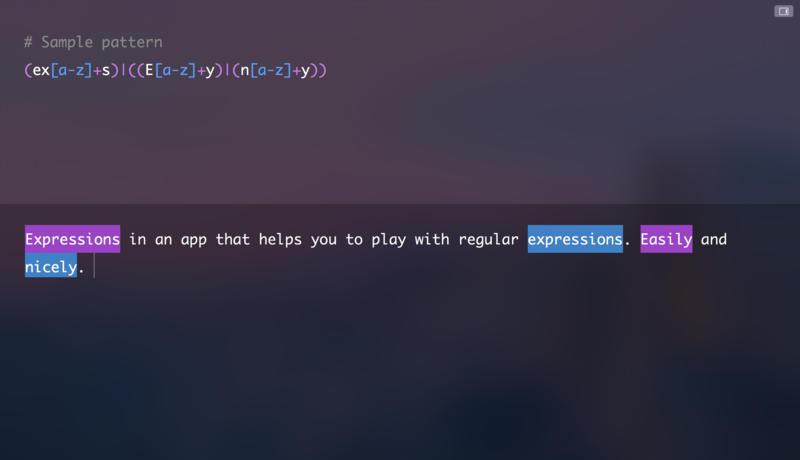 # Sample pattern
(ex[a-z]+s)|((E[a-z]+y)|(n[a-z]+y))
Expressions in an app that helps you to play with regular expressions. Easily and
nicely.